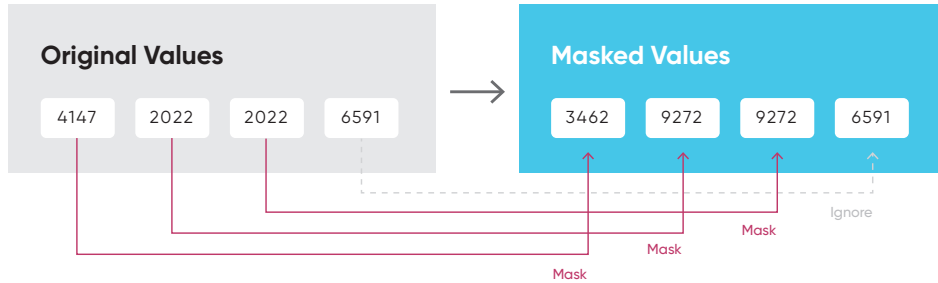 Original Values
Masked Values
4147 2022 2022 6591
3462 9272 9272 6591
Ignore
Mask
Mask
Mask